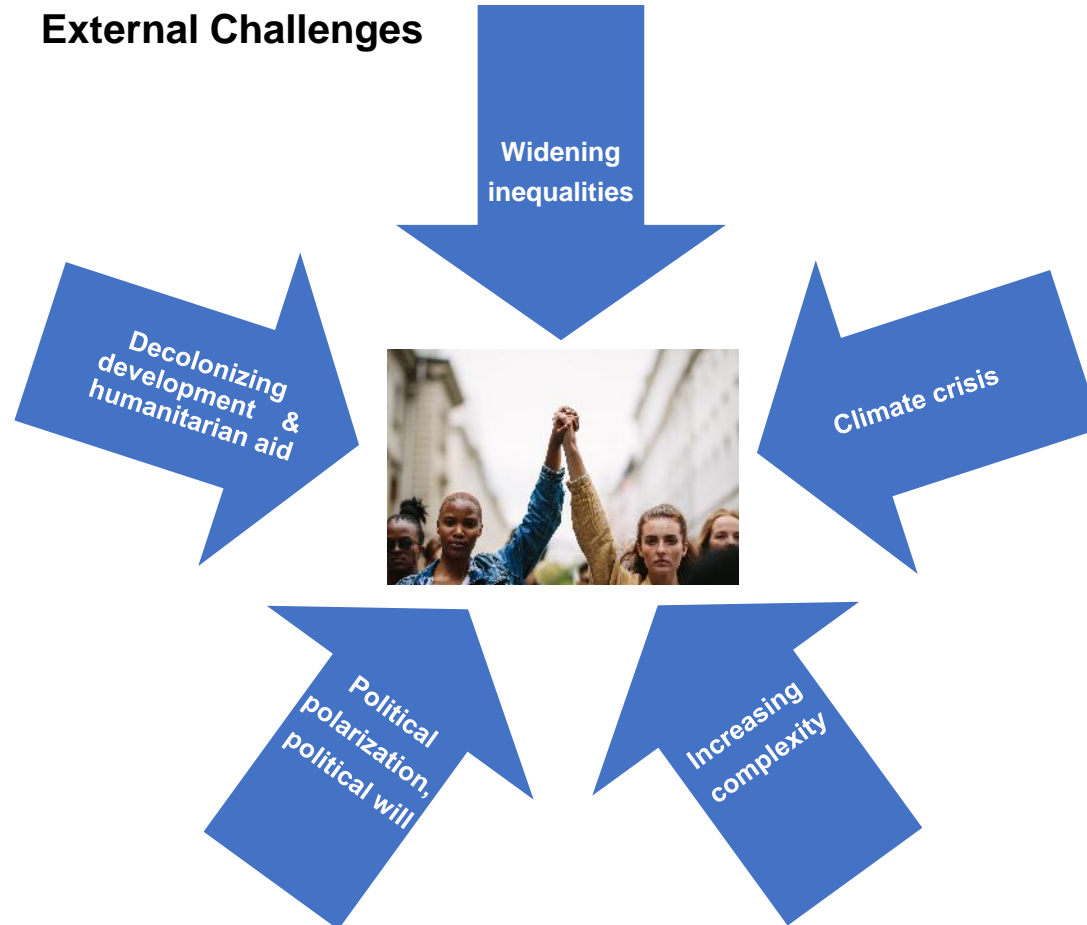 External Challenges
Widening
inequalities
Decolonizing
development &
humanitarian aid
Climate crisis
Political
polarization,
political will
Increasing
complexity